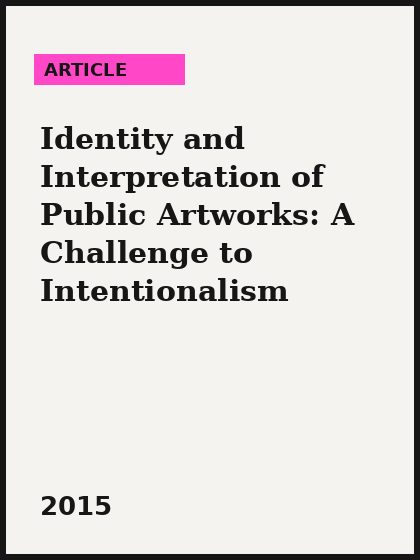 ARTICLE
Identity and
Interpretation of
Public Artworks: A
Challenge to
Intentionalism
2015